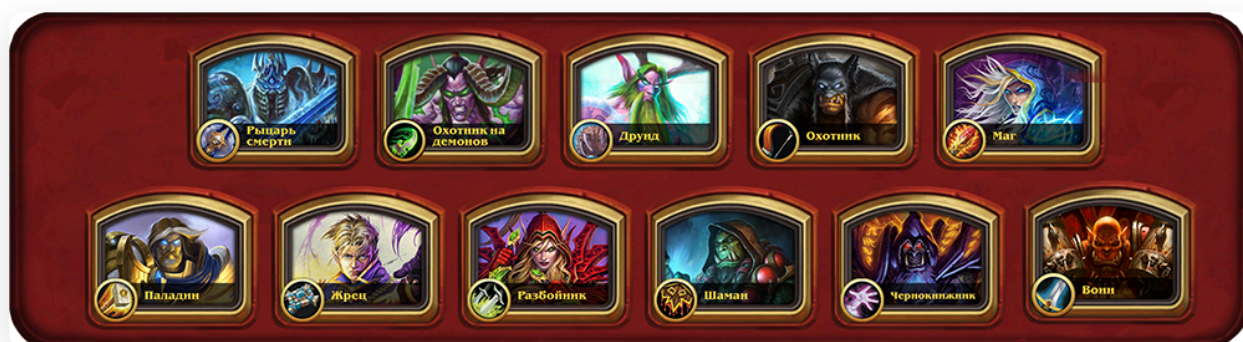 Рыцарь
смерти
Охотник на
демонов
Друид
Охотник
Маг
Паладин
Жрец
Разбойник
Шаман
Чернокнижник
Воин